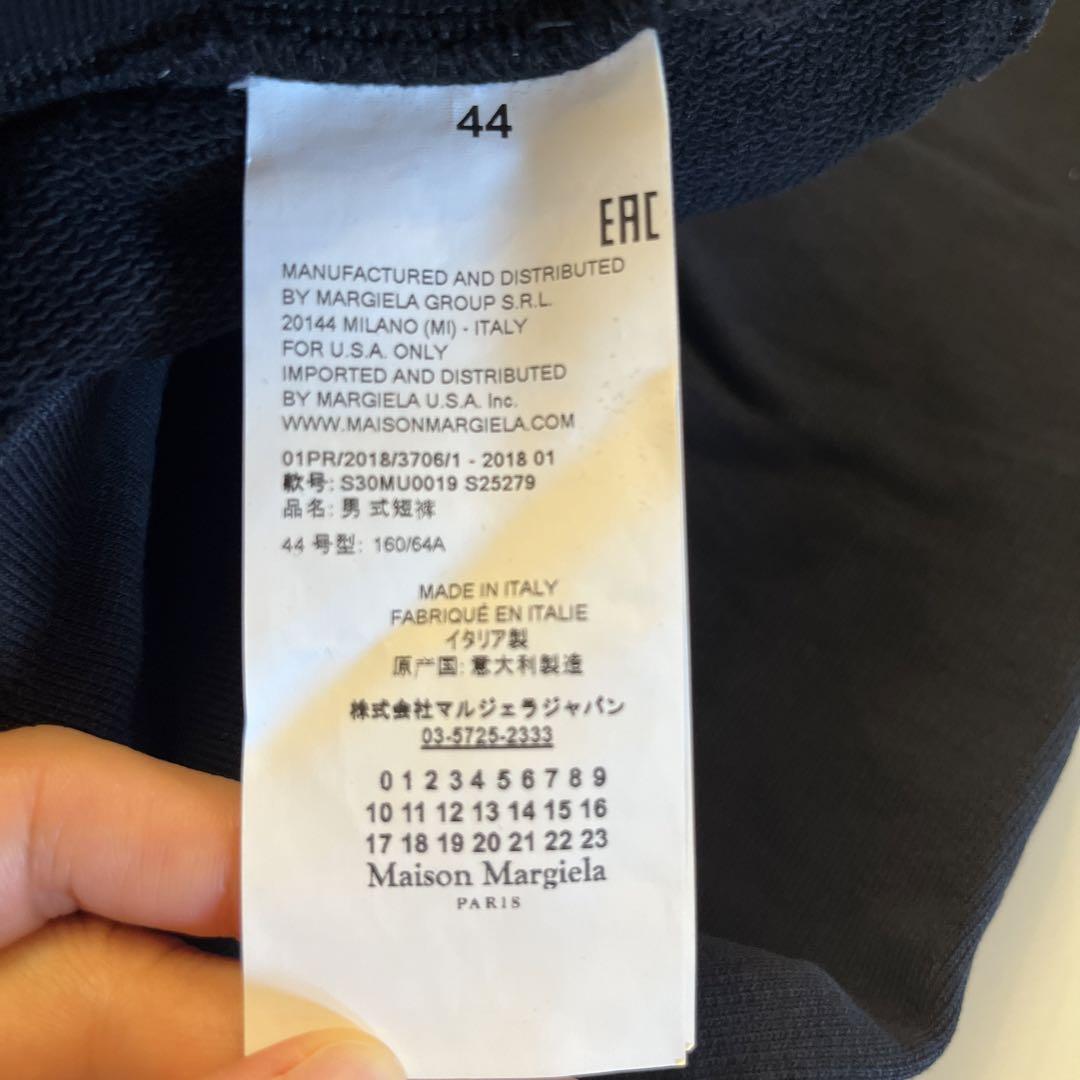 44
EAC
MANUFACTURED AND DISTRIBUTED
BY MARGIELA GROUP S.R.L.
20144 MILANO (MI) - ITALY
FOR U.S.A. ONLY
IMPORTED AND DISTRIBUTED
BY MARGIELA U.S.A. Inc.
WWW.MAISONMARGIELA.COM
01PR/2018/3706/1 - 2018 01
款号: S30MU0019 S25279
品名: 男式短裤
44 号型: 160/64A
MADE IN ITALY
FABRIQUÉ EN ITALIE
イタリア製
原产国: 意大利製造
株式会社マルジェラジャパン
03-5725-2333
0 1 2 3 4 5 6 7 8 9
10 11 12 13 14 15 16
17 18 19 20 21 22 23
Maison Margiela
PARIS